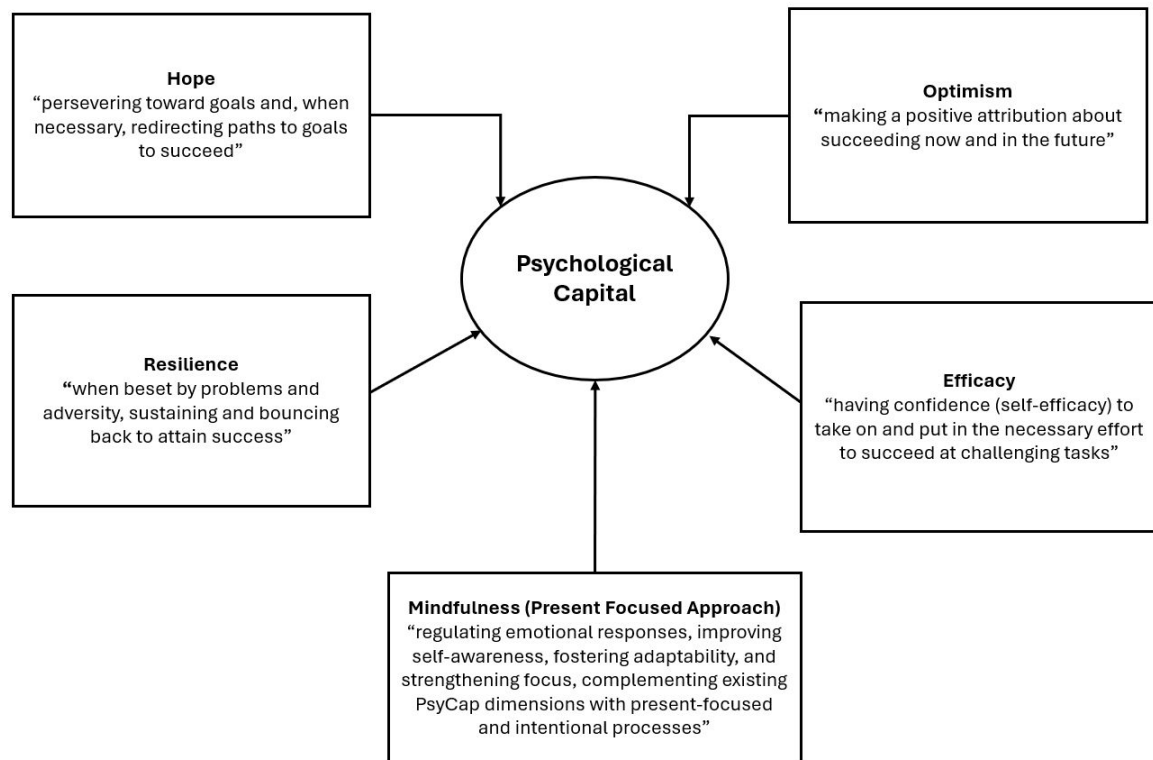 Hope
“persevering toward goals and, when
necessary, redirecting paths to goals
to succeed”
Optimism
“making a positive attribution about
succeeding now and in the future”
Psychological
Capital
Resilience
“when beset by problems and
adversity, sustaining and bouncing
back to attain success”
Efficacy
“having confidence (self-efficacy) to
take on and put in the necessary effort
to succeed at challenging tasks”
Mindfulness (Present Focused Approach)
“regulating emotional responses, improving
self-awareness, fostering adaptability, and
strengthening focus, complementing existing
PsyCap dimensions with present-focused
and intentional processes”